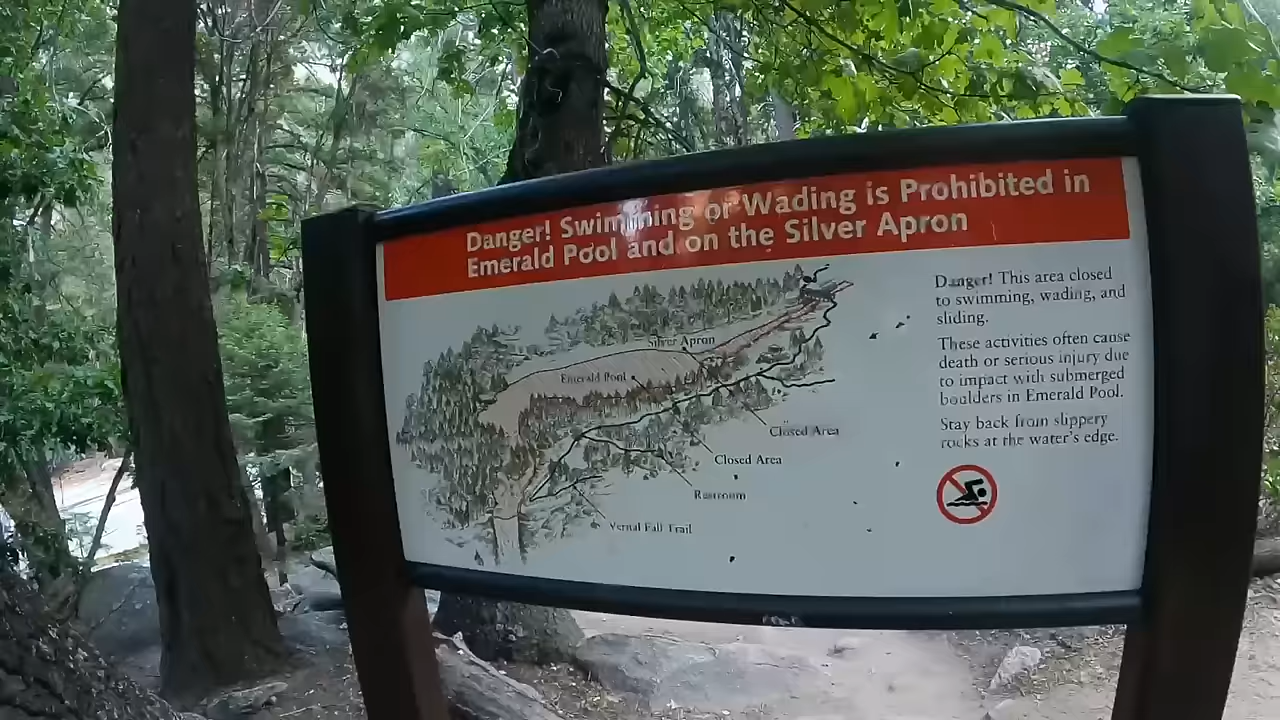 Danger! Swimming or Wading is Prohibited in
Emerald Pool and on the Silver Apron
Danger! This area closed
to swimming, wading, and
sliding.
These activities often cause
death or serious injury due
to impact with submerged
boulders in Emerald Pool.
Stay back from slippery
rocks at the water's edge.
Silver Apron
Emerald Pool
Closed Area
Closed Area
Restroom
Vernal Fall Trail